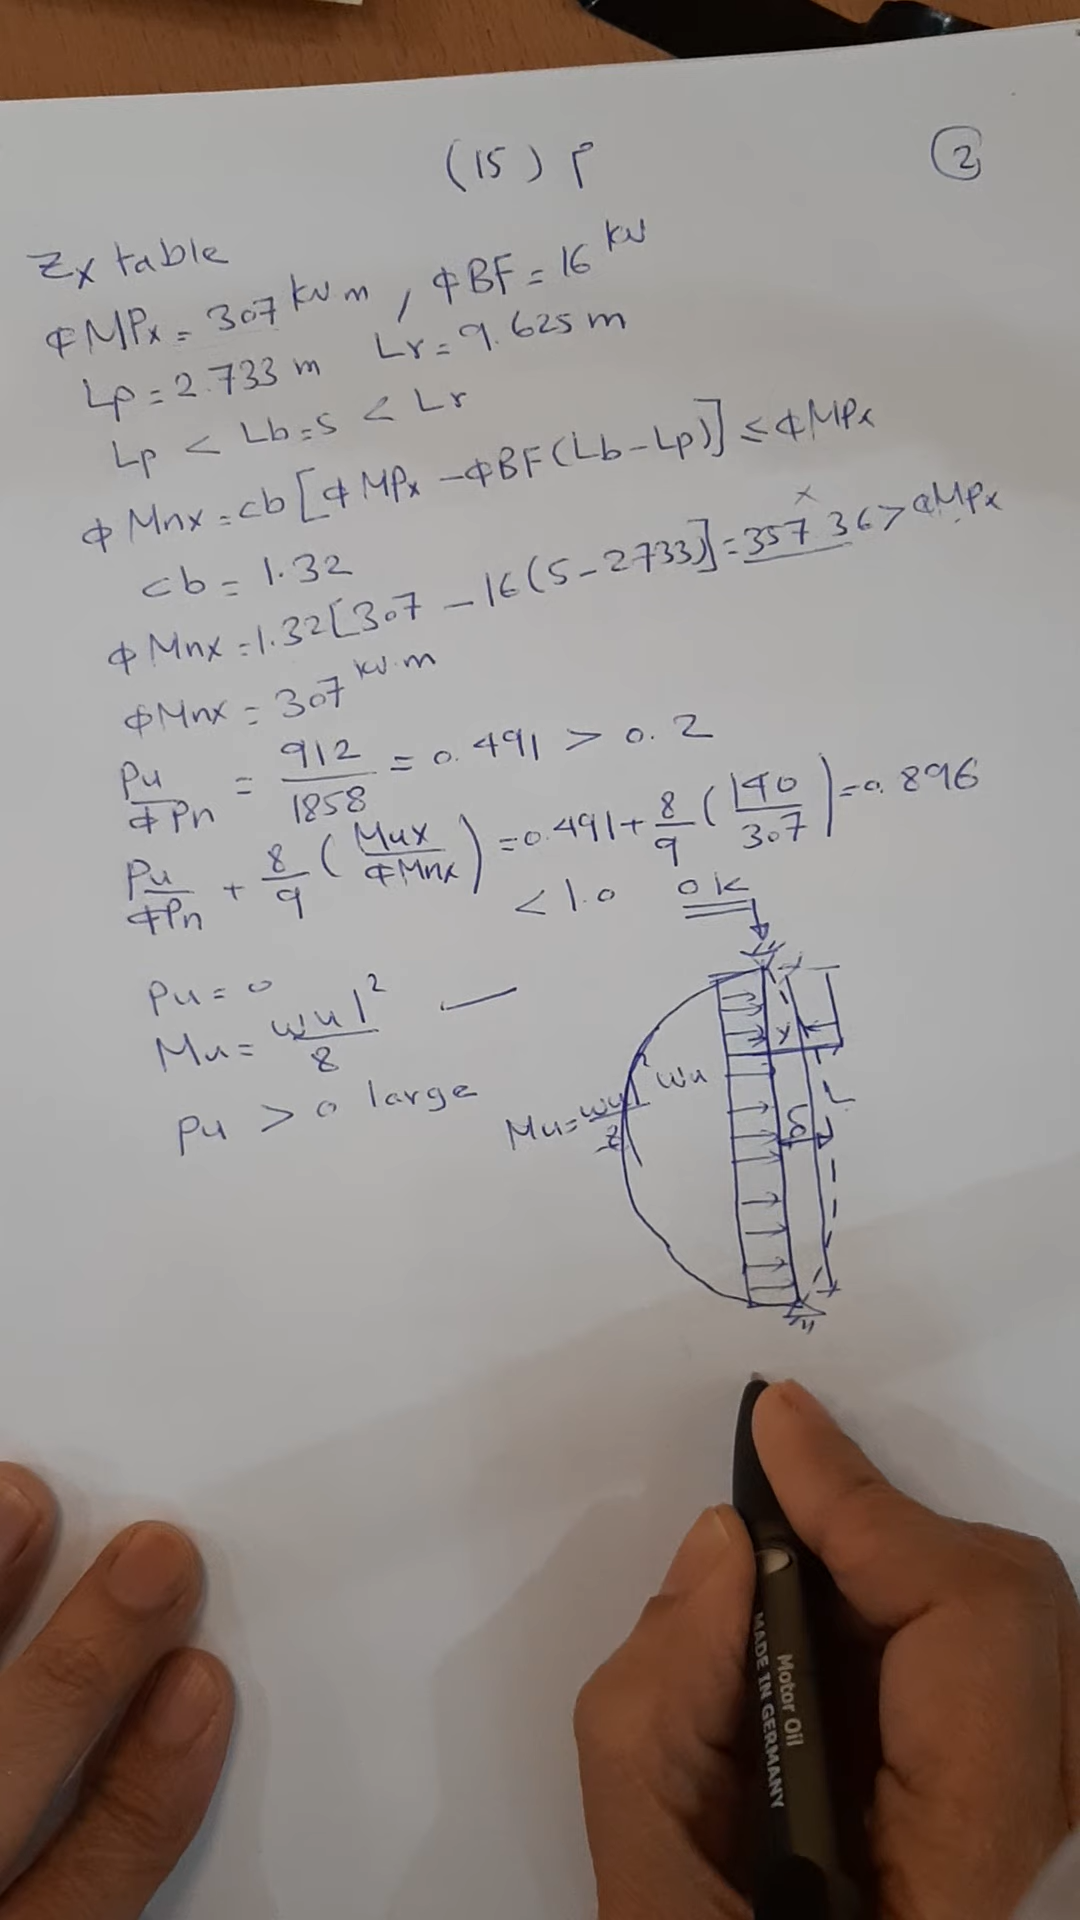 (15) م
2
Zx table
ϕMPx = 307 kN m , ϕBF = 16 kN
Lp = 2.733 m Lr = 9.625 m
Lp < Lb=5 < Lr
ϕMnx = cb [ϕMPx - ϕBF (Lb - Lp)] ≤ ϕMPx
cb = 1.32
ϕMnx = 1.32 [307 - 16 (5 - 2.733)] = 357.36 > ϕMPx
x
ϕMnx = 307 kN.m
Pu/ϕPn = 912/1858 = 0.491 > 0.2
Pu/ϕPn + 8/9 (Mux/ϕMnx) = 0.491 + 8/9 (140/307) = 0.896
< 1.0 ok
Pu = 0
Mu = wul²/8
Pu > 0 large
Mu = wul²/8
wu
y
Motor Oil
MADE IN GERMANY